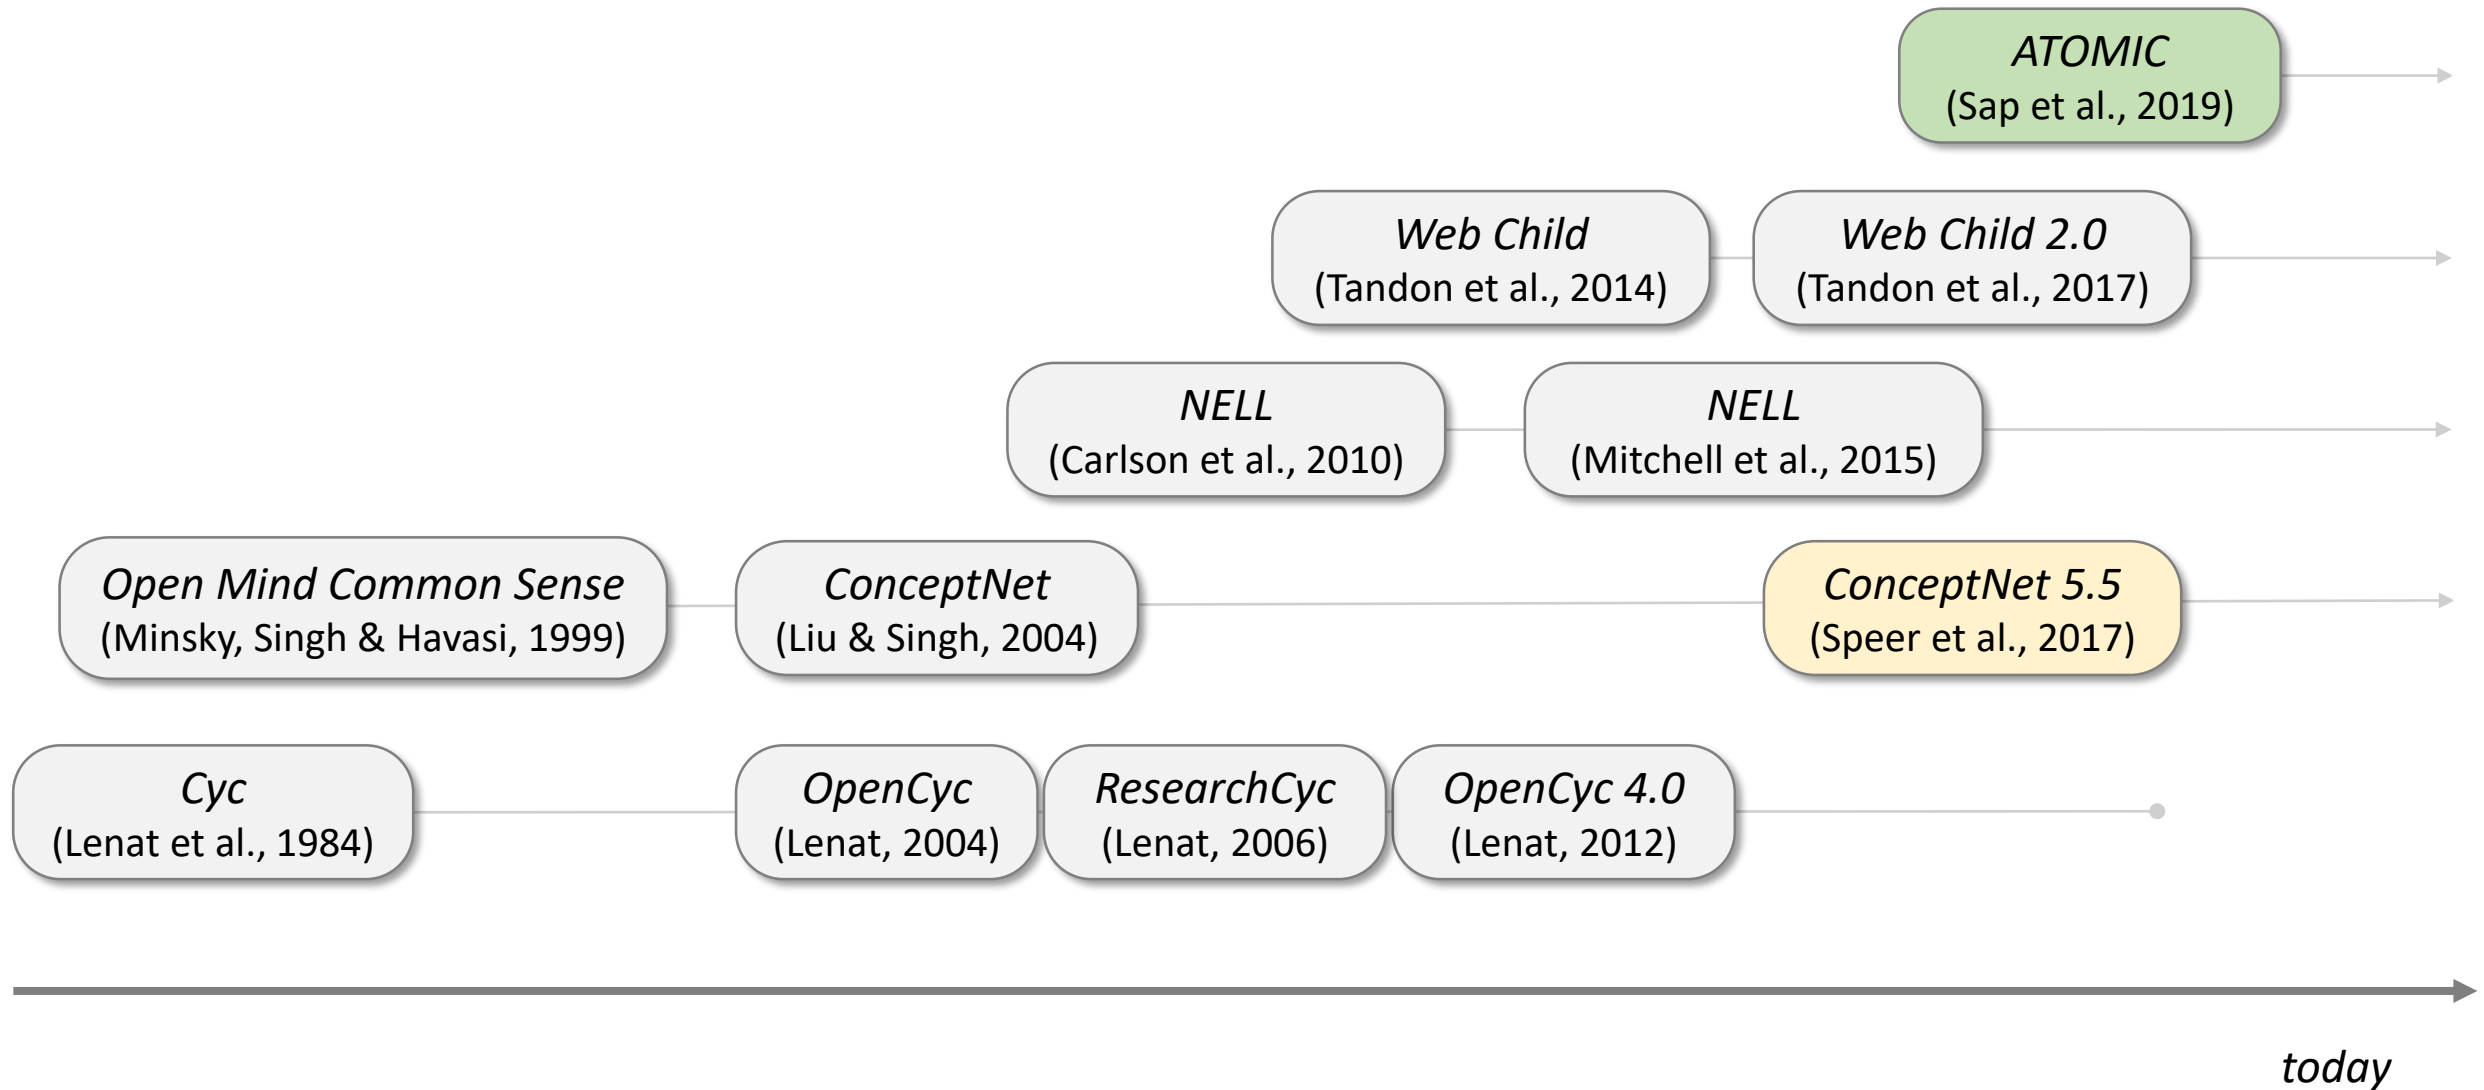 ATOMIC
(Sap et al., 2019)
Web Child
(Tandon et al., 2014)
Web Child 2.0
(Tandon et al., 2017)
NELL
(Carlson et al., 2010)
NELL
(Mitchell et al., 2015)
Open Mind Common Sense
(Minsky, Singh & Havasi, 1999)
ConceptNet
(Liu & Singh, 2004)
ConceptNet 5.5
(Speer et al., 2017)
Cyc
(Lenat et al., 1984)
OpenCyc
(Lenat, 2004)
ResearchCyc
(Lenat, 2006)
OpenCyc 4.0
(Lenat, 2012)
today